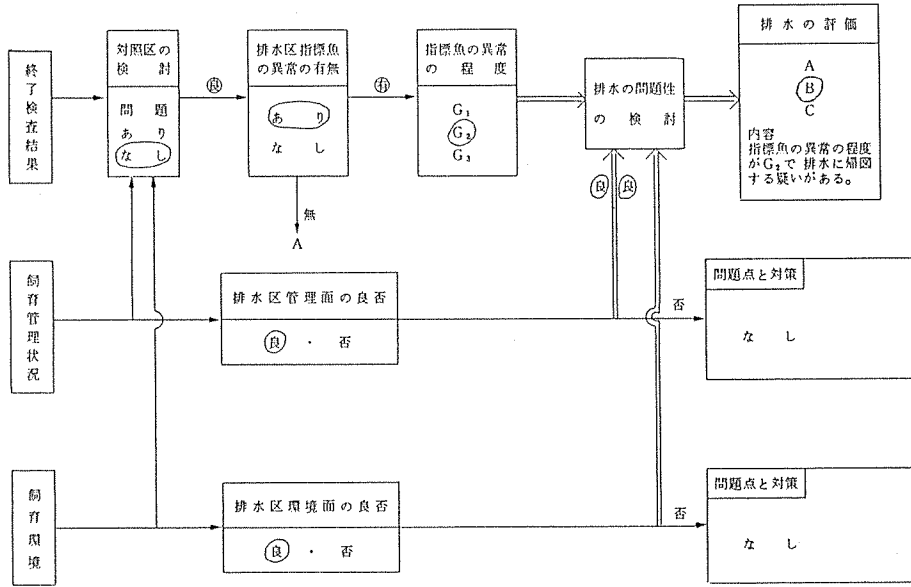 終了検査結果
対照区の
検討
問題
あり
なし
良
排水区指標魚
の異常の有無
あり
なし
無
A
有
指標魚の異常
の程度
G₁
G₂
G₃
排水の問題性
の検討
良 良
排水の評価
A
B
C
内容
指標魚の異常の程度
がG₂で排水に帰図
する疑いがある。
飼育管理状況
排水区管理面の良否
良・否
否
問題点と対策
なし
飼育環境
排水区環境面の良否
良・否
否
問題点と対策
なし